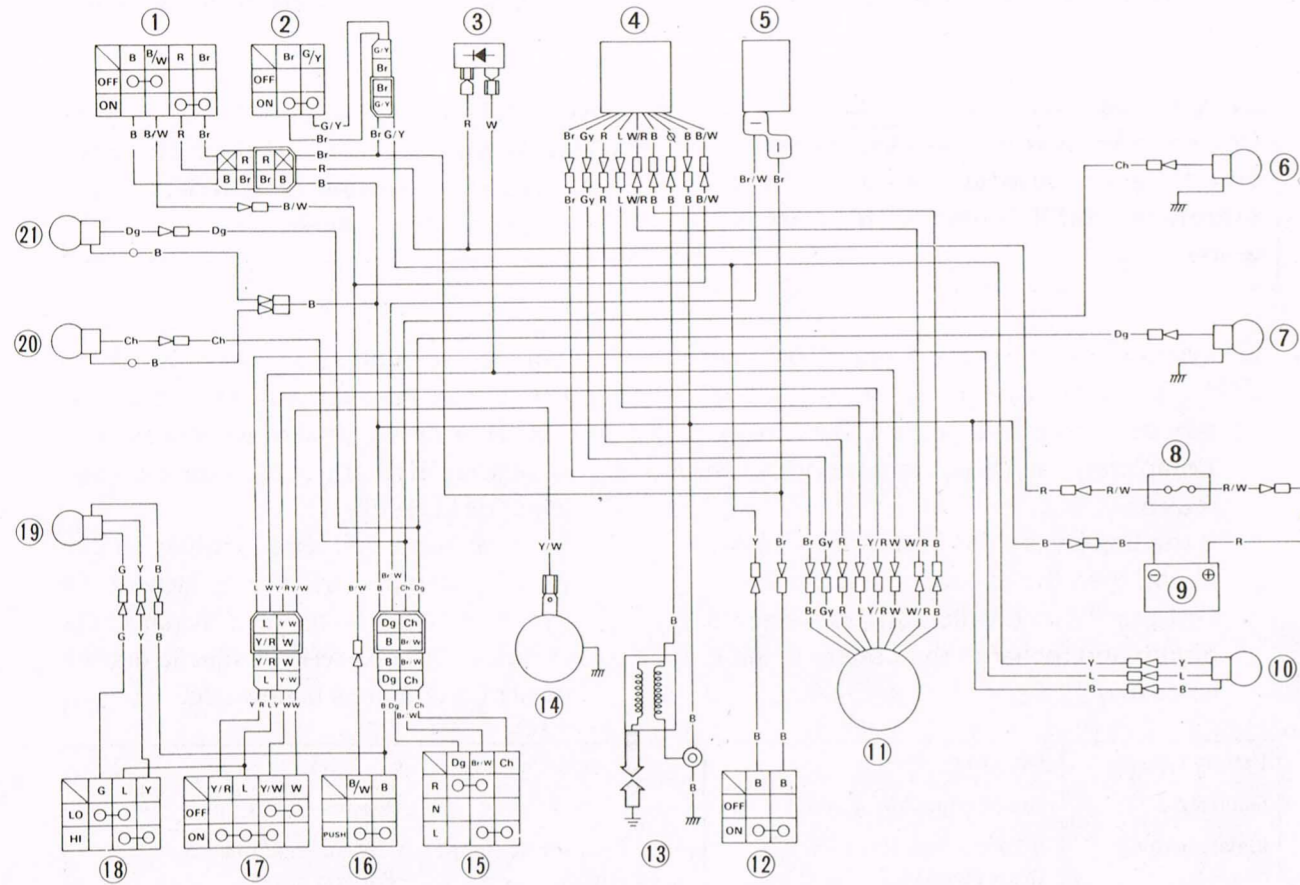 1 2 3 4 5
B B/W R Br
OFF
ON
Br G/Y
OFF
ON
G/Y
Br
Br
G/Y
B B/W R Br
G/Y
Br
Br G/Y
R W
Br Gy R L W/R B B B/W
Br Gy R L W/R B B B B/W
Br/W Br
Ch 6
R R
B Br Br B
Br
R
B
B/W
21 Dg Dg
B
B
20 Ch Ch
B
Dg 7
8
R R/W R/W
B B R
9
19
G Y B
G Y B
Y/W
14
L W Y/R Y/W
L Y/W
Y/R W
Y/R W
L Y/W
B W
B Br W Ch Dg
Dg Ch
B Br/W
B Br/W
Dg Ch
B Dg Br W Ch
Y Br
Br Gy R L Y/R W W/R B
Br Gy R L Y/R W W/R B
11
Y Y
L L
B B
10
B
B
B
13
B B
B B
OFF
ON
12
G L Y
LO
HI
18
Y/R L Y/W W
OFF
ON
17
B/W B
PUSH
16
Dg Br/W Ch
R
N
L
15